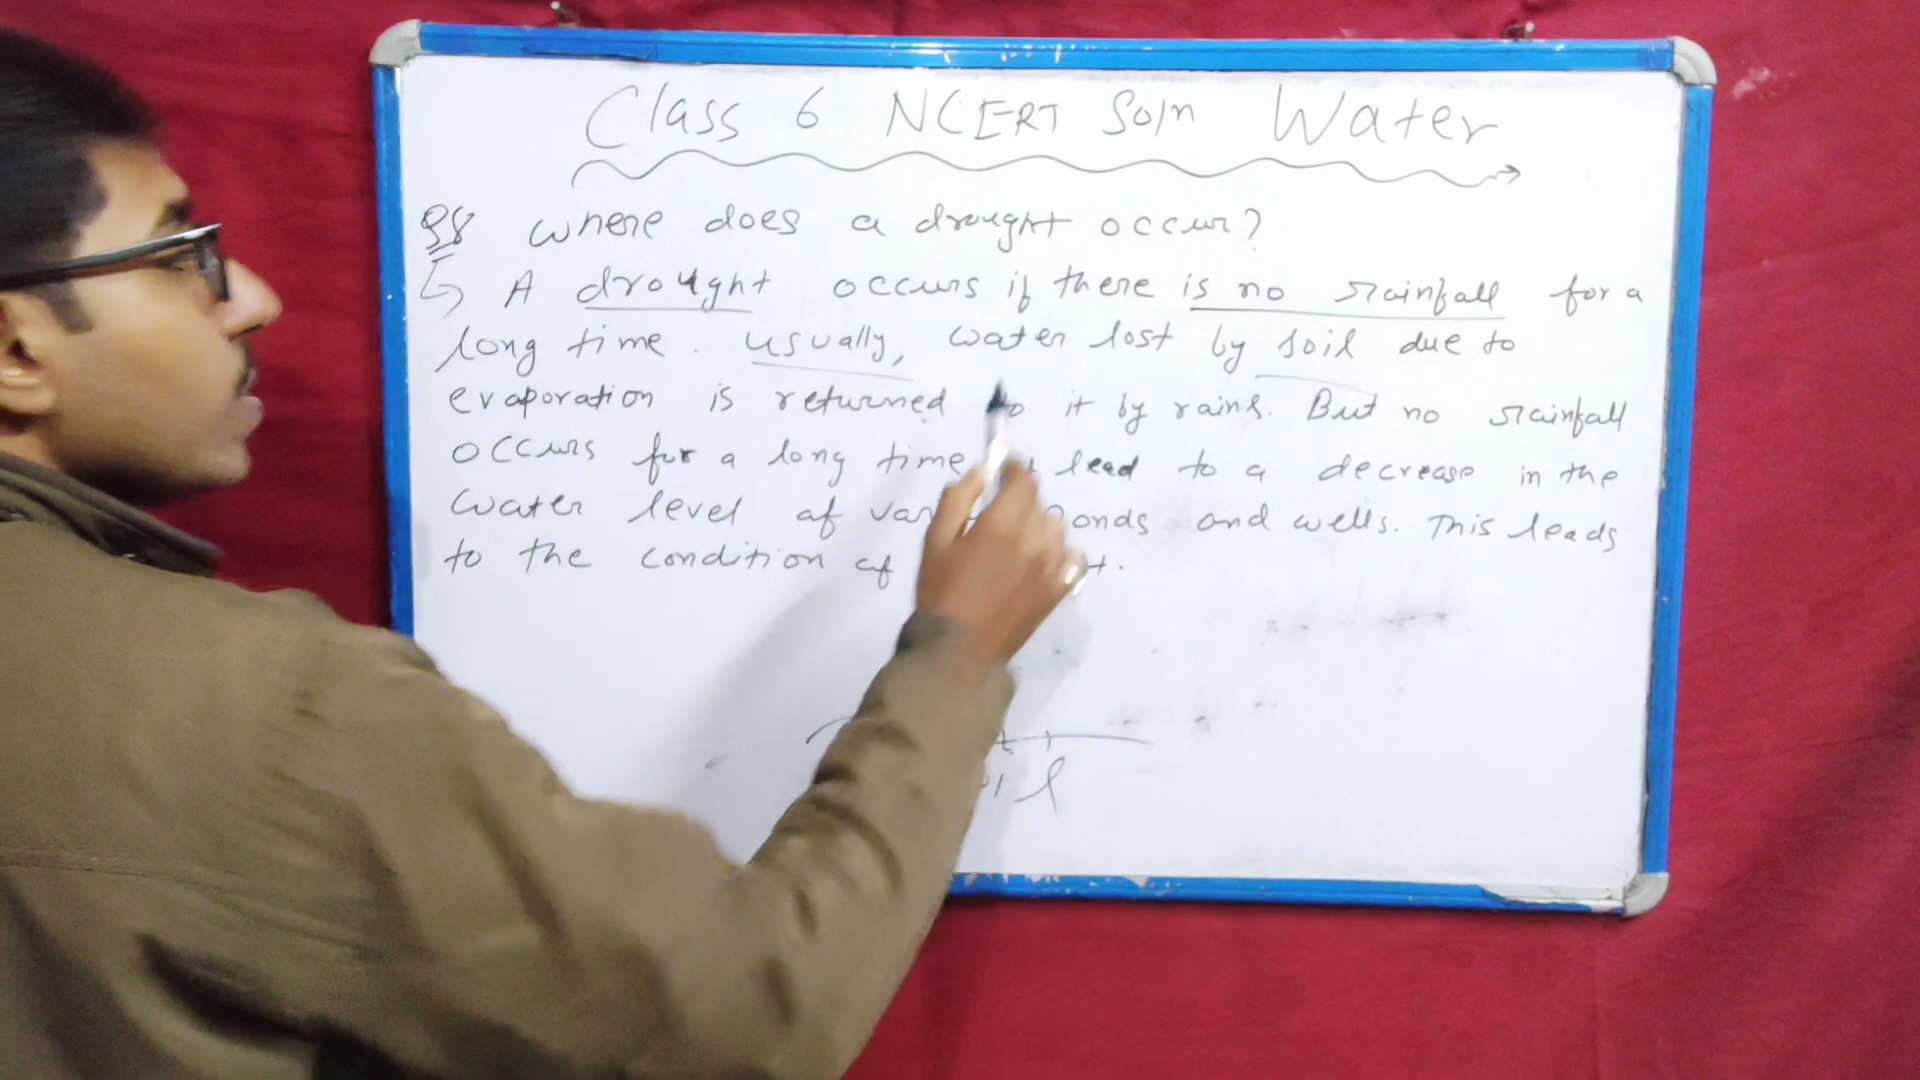 Class 6 NCERT Soln Water
Q8 where does a drought occur?
A drought occurs if there is no rainfall for a
long time. usually, water lost by soil due to
evaporation is returned to it by rains. But no rainfall
occurs for a long time lead to a decrease in the
water level of ponds and wells. This leads
to the condition of